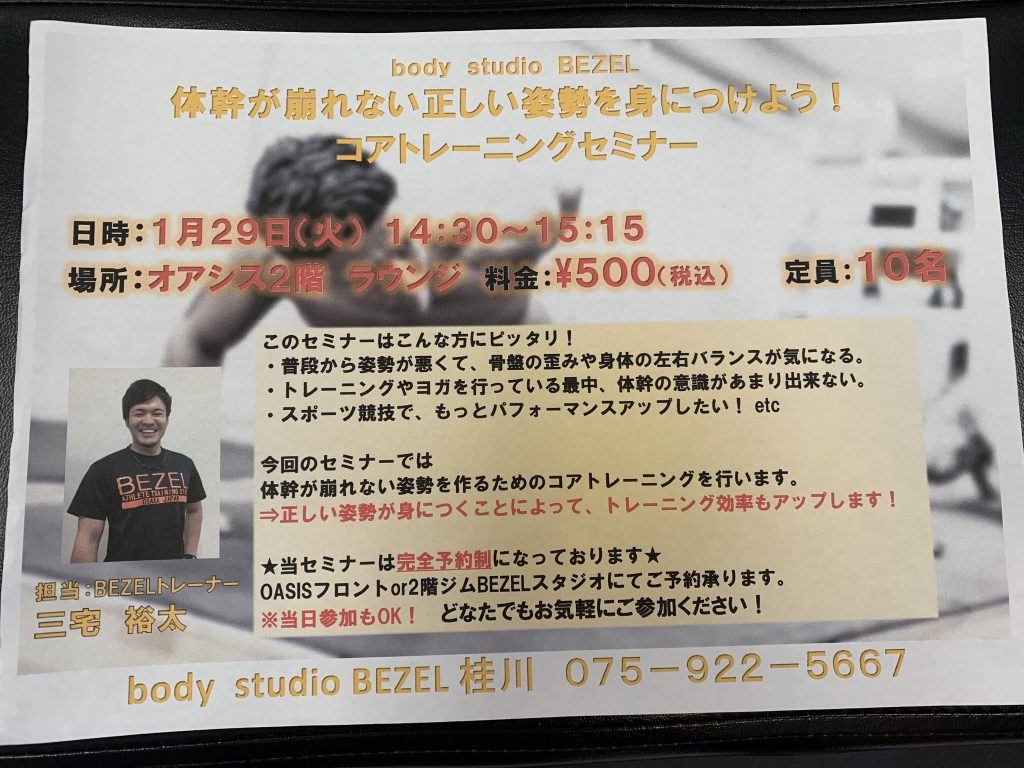 body studio BEZEL
体幹が崩れない正しい姿勢を身につけよう！
コアトレーニングセミナー
日時：1月29日（火） 14：30～15：15
場所：オアシス2階 ラウンジ 料金：¥500（税込） 定員：10名
このセミナーはこんな方にピッタリ！
・普段から姿勢が悪くて、骨盤の歪みや身体の左右バランスが気になる。
・トレーニングやヨガを行っている最中、体幹の意識があまり出来ない。
・スポーツ競技で、もっとパフォーマンスアップしたい！ etc
今回のセミナーでは
体幹が崩れない姿勢を作るためのコアトレーニングを行います。
⇒正しい姿勢が身につくことによって、トレーニング効率もアップします！
★当セミナーは完全予約制になっております★
OASISフロントor2階ジムBEZELスタジオにてご予約承ります。
※当日参加もOK！ どなたでもお気軽にご参加ください！
BEZEL
ATHLETE TRAINING ST
OSAKA JAPAN
担当：BEZELトレーナー
三宅 裕太
body studio BEZEL 桂川 075－922－5667